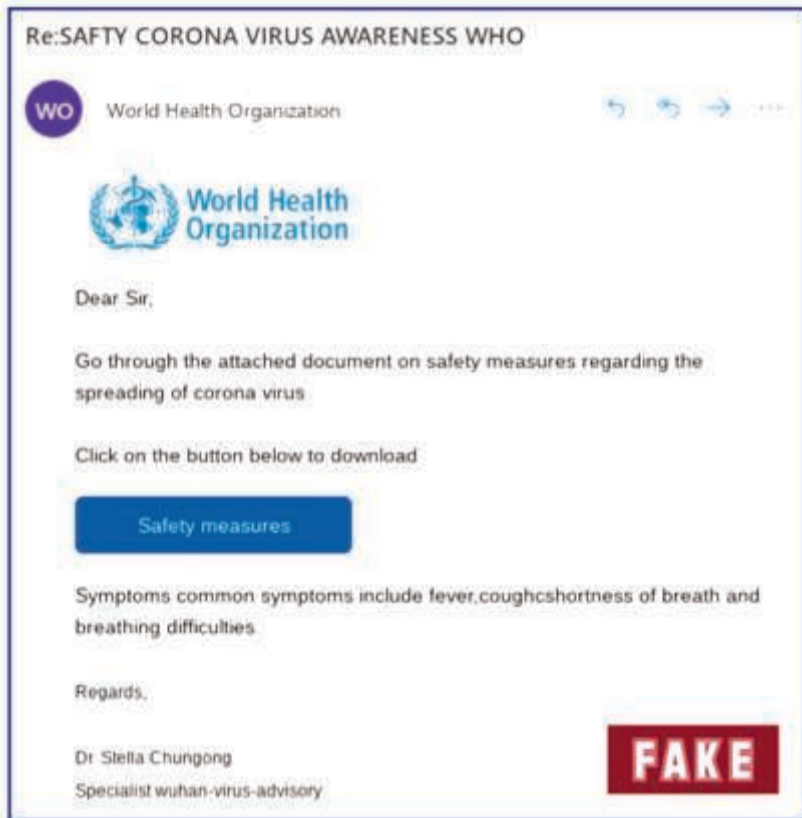 Re:SAFTY CORONA VIRUS AWARENESS WHO
WO
World Health Organization
World Health
Organization
Dear Sir,
Go through the attached document on safety measures regarding the
spreading of corona virus
Click on the button below to download
Safety measures
Symptoms common symptoms include fever,coughcshortness of breath and
breathing difficulties
Regards,
Dr Stella Chungong
Specialist wuhan-virus-advisory
FAKE